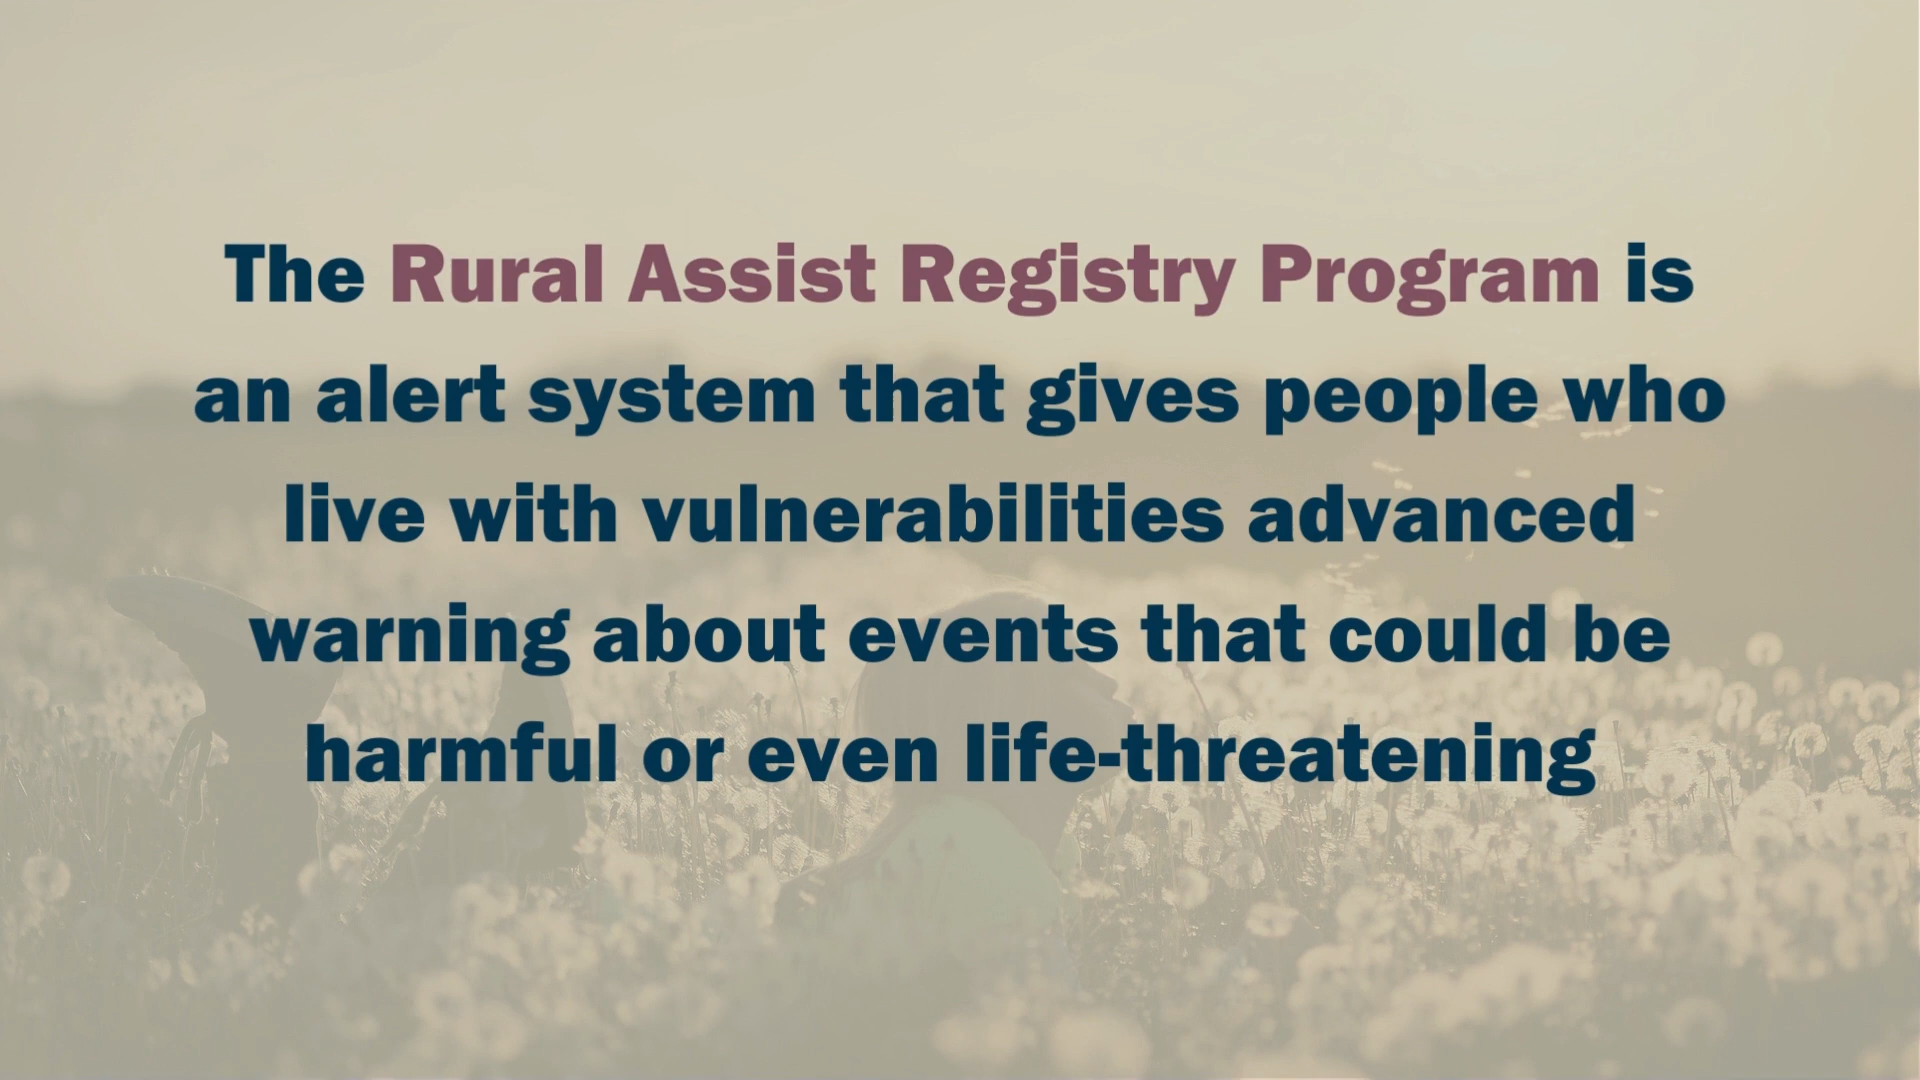 The Rural Assist Registry Program is
an alert system that gives people who
live with vulnerabilities advanced
warning about events that could be
harmful or even life-threatening